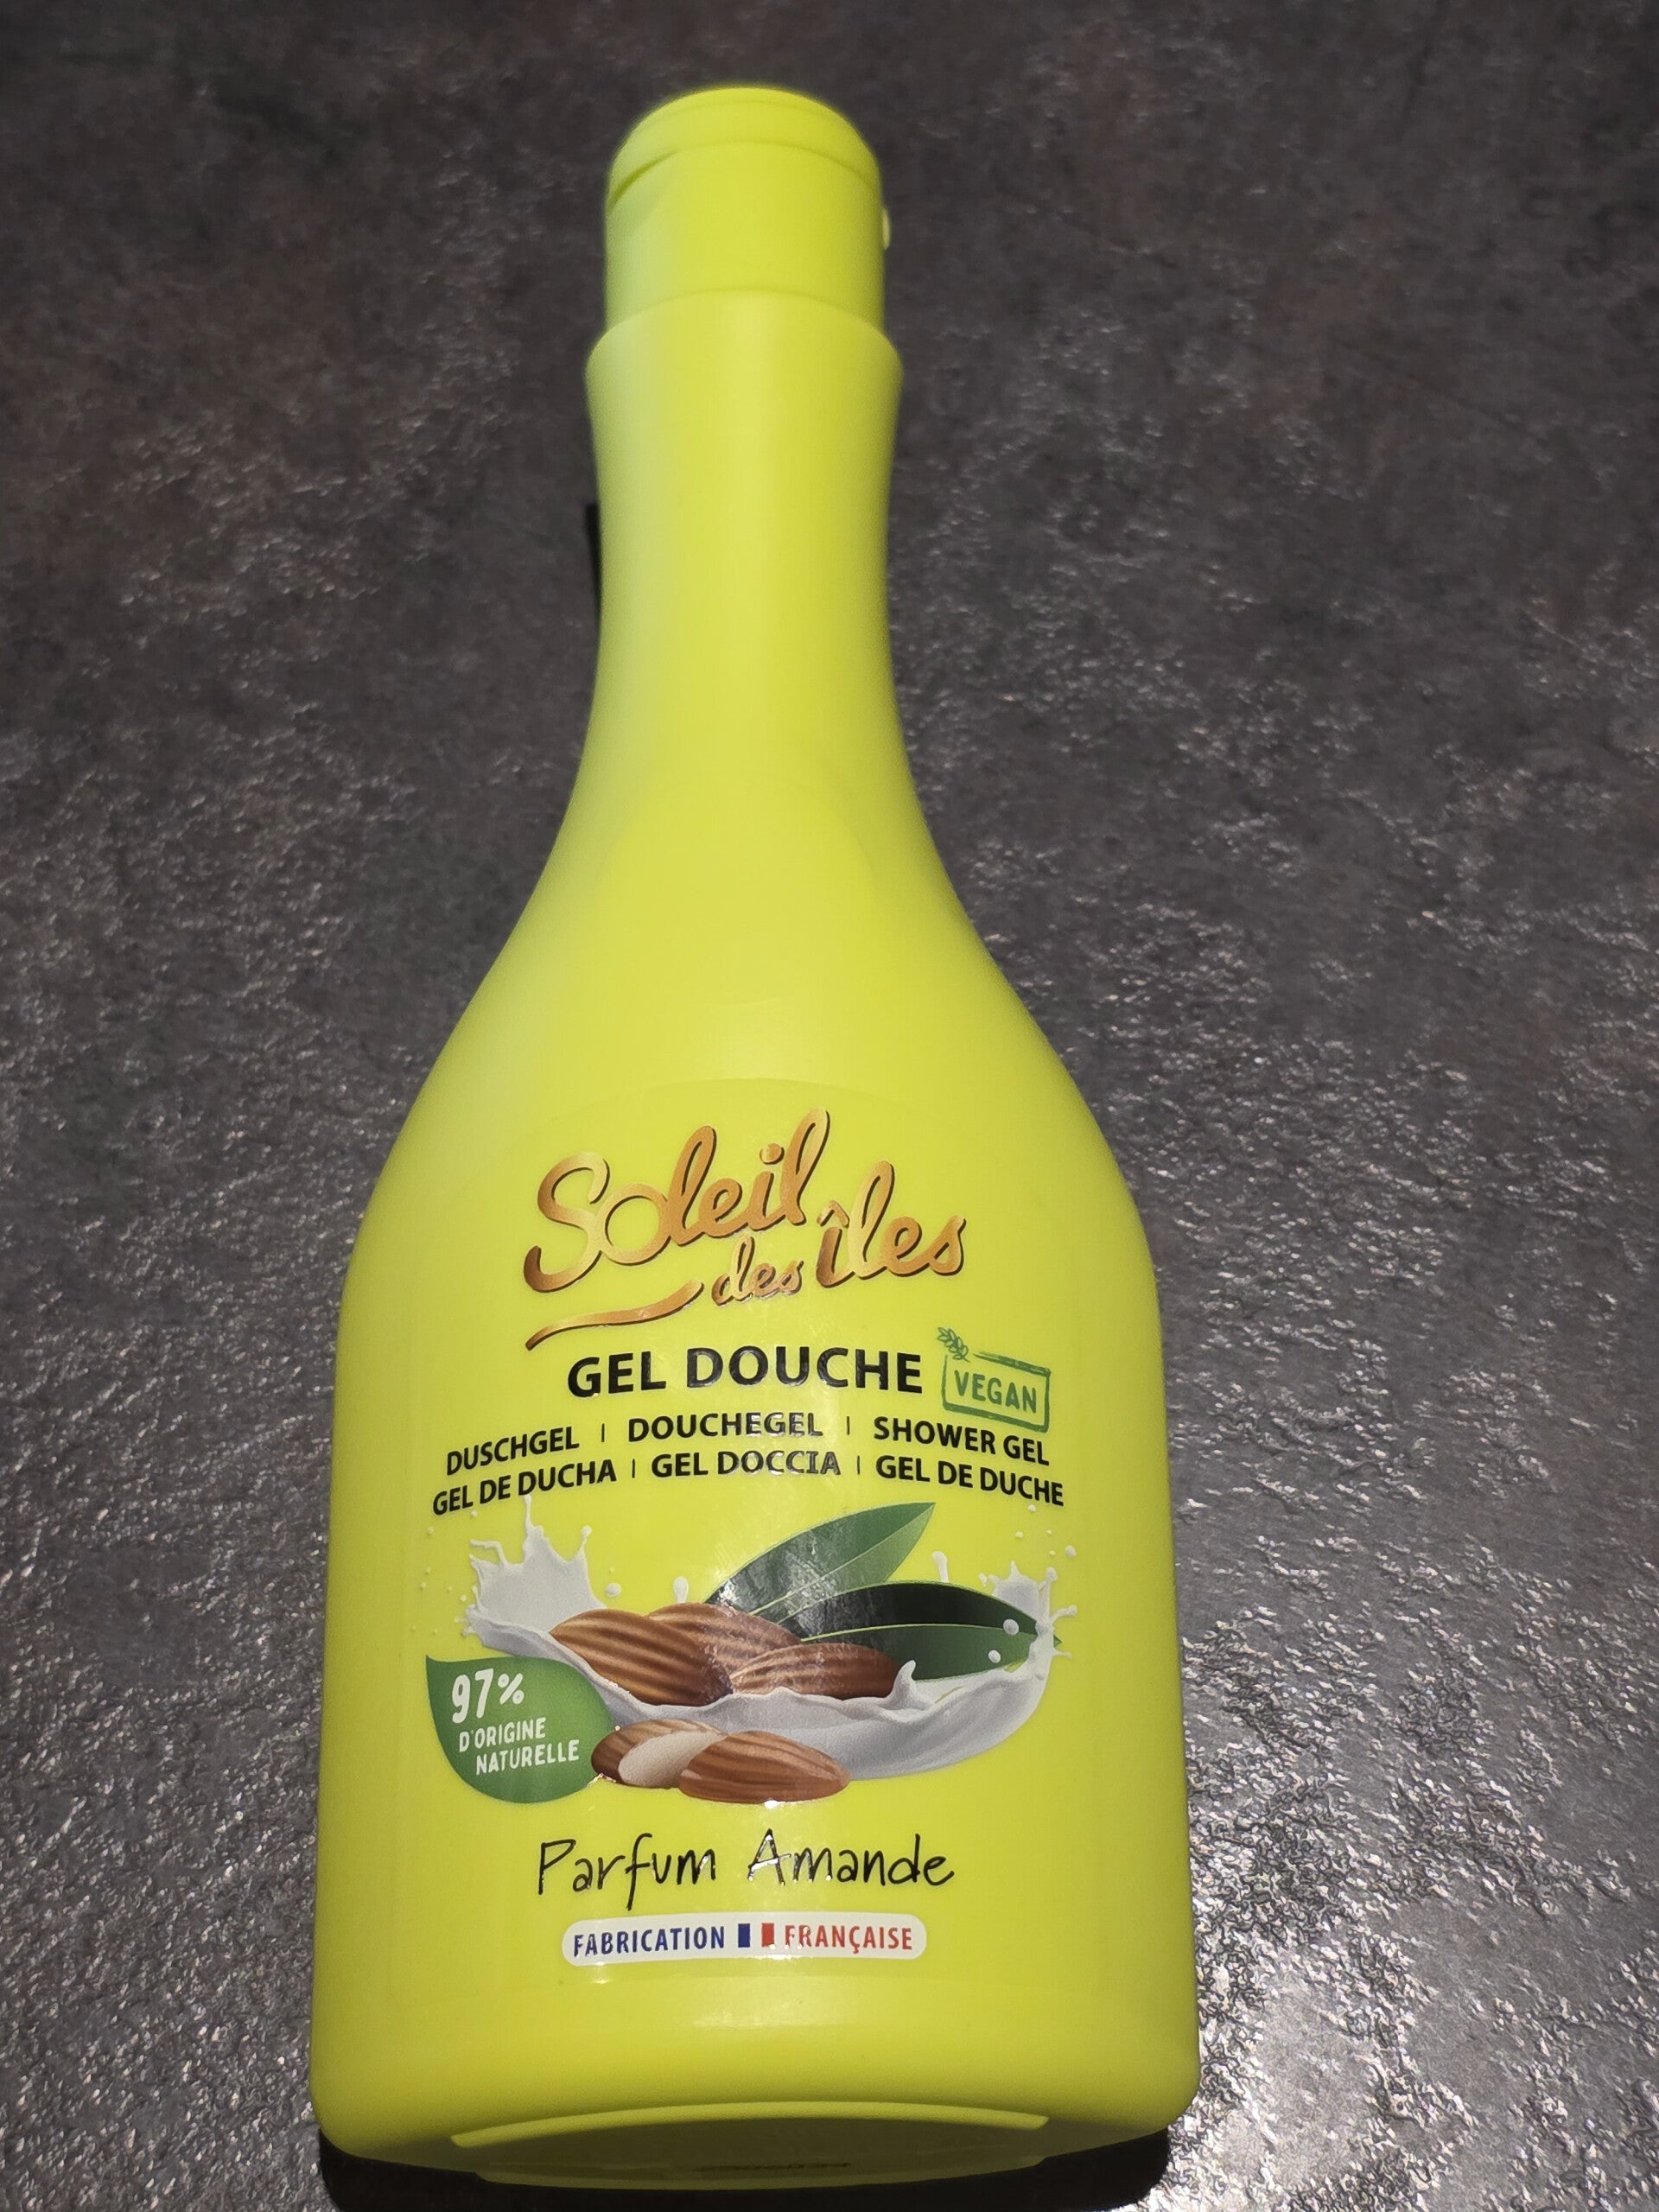 Soleil
des îles
GEL DOUCHE
VEGAN
DUSCHGEL | DOUCHEGEL | SHOWER GEL
GEL DE DUCHA | GEL DOCCIA | GEL DE DUCHE
97%
D'ORIGINE
NATURELLE
Parfum Amande
FABRICATION FRANÇAISE